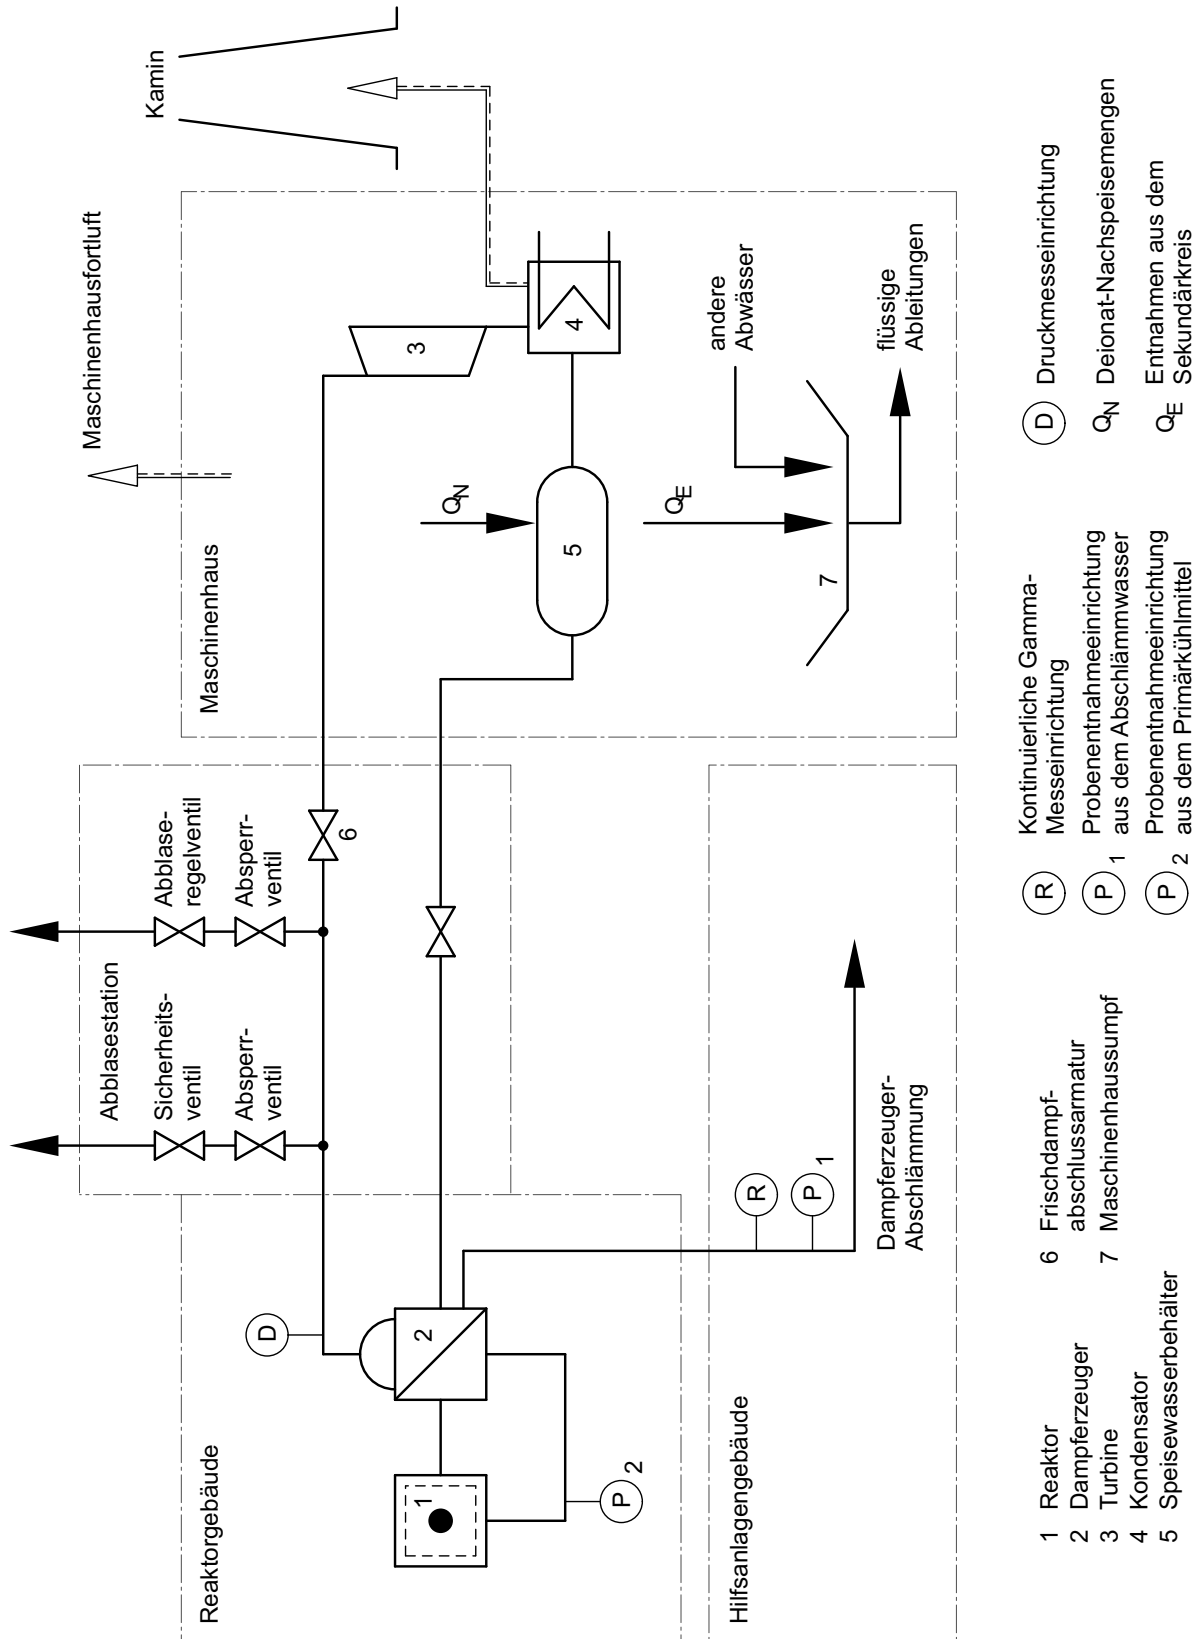 Kamin
Maschinenhausfortluft
Maschinenhaus
3
4
Q_N
5
Q_E
andere
Abwässer
7
flüssige
Ableitungen
Abblasestation
Abblase-
regelventil
Absperr-
ventil
6
Sicherheits-
ventil
Absperr-
ventil
Reaktorgebäude
D
2
1
P 2
Hilfsanlagengebäude
R
P 1
Dampferzeuger-
Abschlämmung
1 Reaktor
2 Dampferzeuger
3 Turbine
4 Kondensator
5 Speisewasserbehälter
6 Frischdampf-
abschlussarmatur
7 Maschinenhaussumpf
R Kontinuierliche Gamma-
Messeinrichtung
P 1 Probenentnahmeeinrichtung
aus dem Abschlämmwasser
P 2 Probenentnahmeeinrichtung
aus dem Primärkühlmittel
D Druckmesseinrichtung
Q_N Deionat-Nachspeisemengen
Q_E Entnahmen aus dem
Sekundärkreis